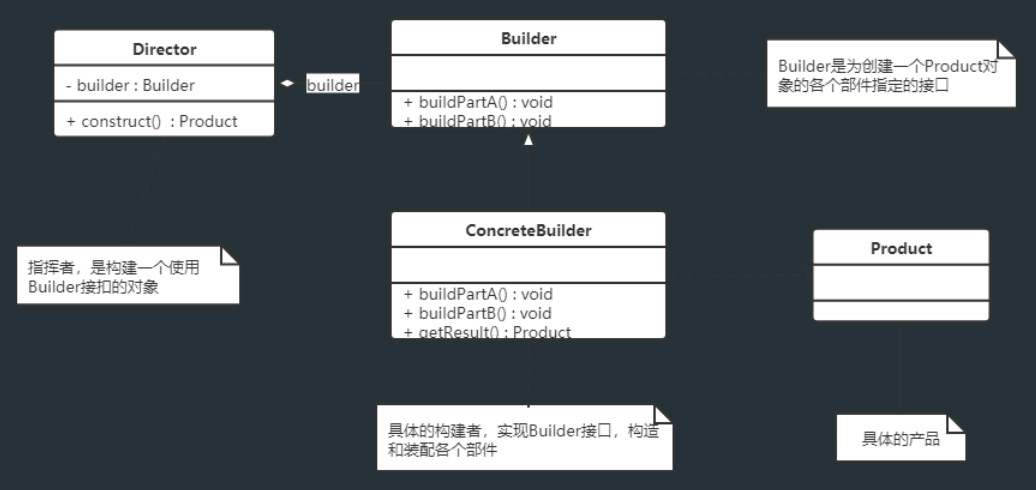 Director
- builder : Builder
+ construct()  : Product
builder
Builder
+ buildPartA() : void
+ buildPartB() : void
Builder是为创建一个Product对
象的各个部件指定的接口
指挥者，是构建一个使用
Builder接扣的对象
ConcreteBuilder
+ buildPartA() : void
+ buildPartB() : void
+ getResult() : Product
Product
具体的构建者，实现Builder接口，构造
和装配各个部件
具体的产品